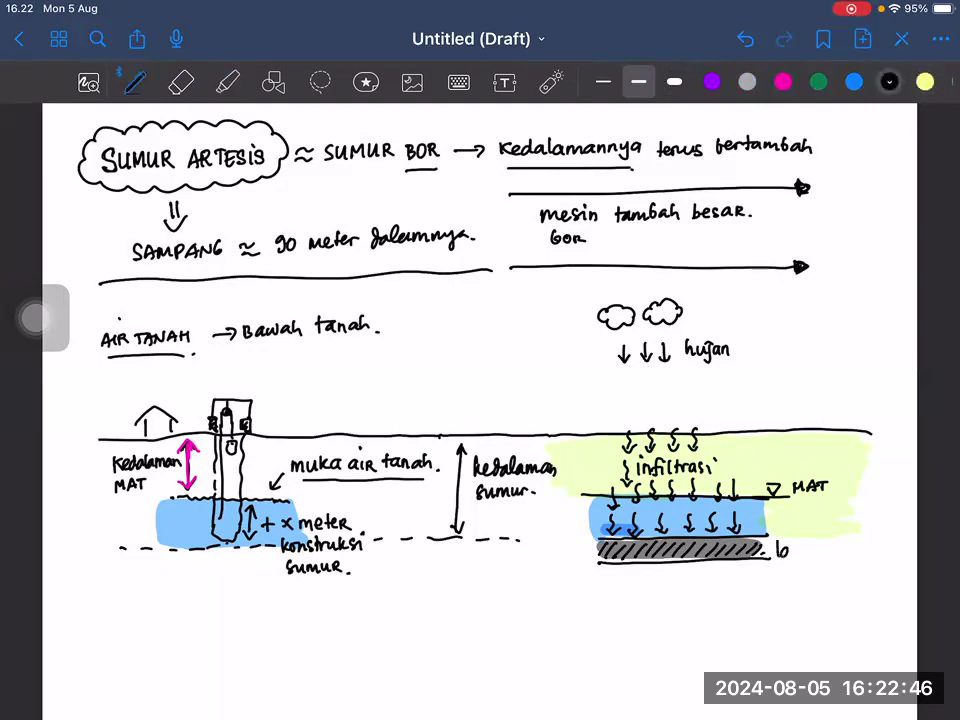 16.22 Mon 5 Aug
95%
Untitled (Draft)
SUMUR ARTESIS ≈ SUMUR BOR → Kedalamannya terus bertambah
mesin tambah besar.
bor
SAMPANG ≈ 90 meter dalamnya.
AIR TANAH → Bawah tanah.
hujan
Kedalaman
MAT
muka air tanah.
kedalaman
sumur.
+ x meter
konstruksi
sumur.
infiltrasi
MAT
b
2024-08-05 16:22:46